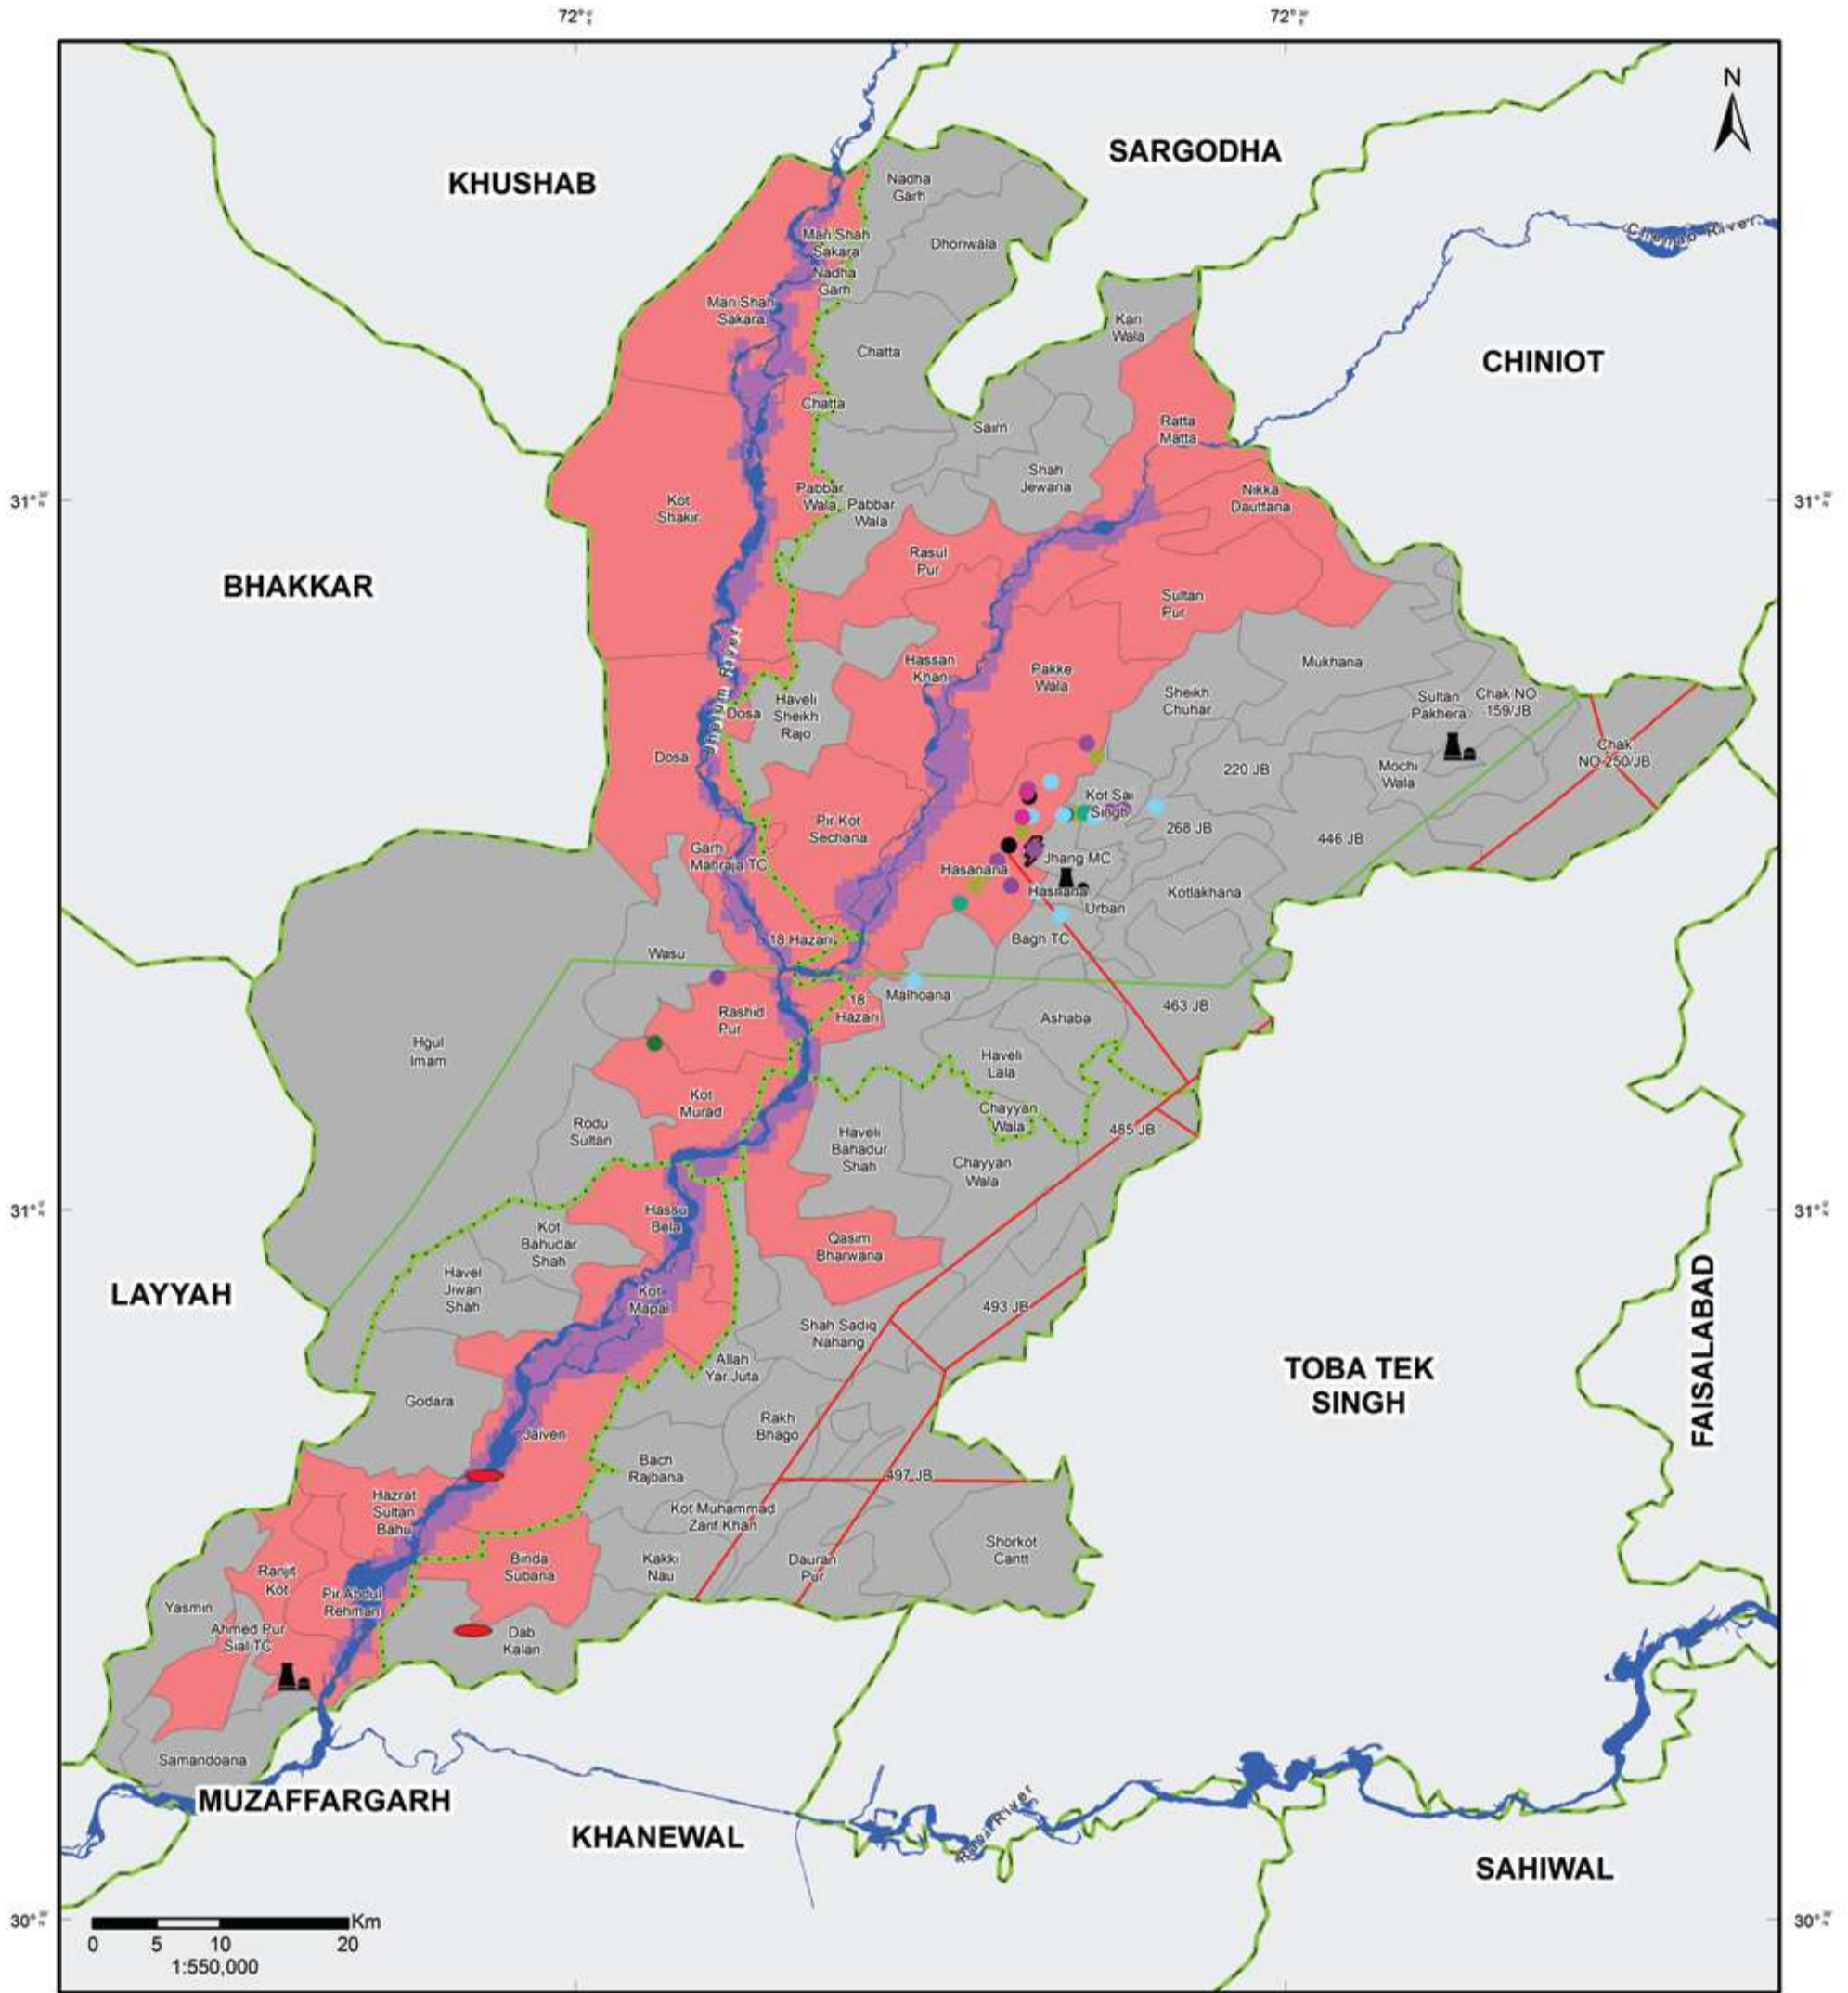 72°
72°
N
SARGODHA
KHUSHAB
Nadha
Garh
Dhoriwala
Chenab River
Mari Shah
Sakara
Nadha
Garh
Mari Shah
Sakara
Kari
Wala
Chatta
CHINIOT
Chatta
Saim
Ratta
Matta
Shah
Jewana
31°
Kot
Shakir
Pabbar
Wala
Pabbar
Wala
Nikka
Dauttana
31°
Rasul
Pur
BHAKKAR
Sultan
Pur
Jhelum River
Hassan
Khan
Pakke
Wala
Mukhana
Sheikh
Chuhar
Sultan
Pakhera
Chak NO
159/JB
Dosa
Haveli
Sheikh
Rajo
Dosa
Chak
NO 250/JB
220 JB
Mochi
Wala
Kot Sai
Singh
Pir Kot
Sechana
268 JB
446 JB
Garh
Mahraja TC
Jhang MC
Hasanana
Hasnana
Urban
Kotlakhana
18 Hazari
Bagh TC
Wasu
Malhoana
18
Hazari
463 JB
Rashid
Pur
Ashaba
Hgul
Imam
Haveli
Lala
Kot
Murad
Chayyan
Wala
Rodu
Sultan
485 JB
Haveli
Bahadur
Shah
Chayyan
Wala
31°
Hassu
Bela
31°
Kot
Bahudar
Shah
Qasim
Bharwana
Havel
Jiwan
Shah
LAYYAH
Kot
Mapal
493 JB
Shah Sadiq
Nahang
FAISALABAD
Allah
Yar Juta
TOBA TEK
SINGH
Godara
Rakh
Bhago
Jaiven
Bach
Rajbana
497 JB
Hazrat
Sultan
Bahu
Kot Muhammad
Zarif Khan
Shorkot
Cantt
Binda
Subana
Kakki
Nau
Dauran
Pur
Ranjit
Kot
Pir Abdul
Rehman
Yasmin
Ahmed Pur
Sial TC
Dab
Kalan
Samandoana
MUZAFFARGARH
KHANEWAL
Ravi River
SAHIWAL
30°
30°
Km
0 5 10 20
1:550,000